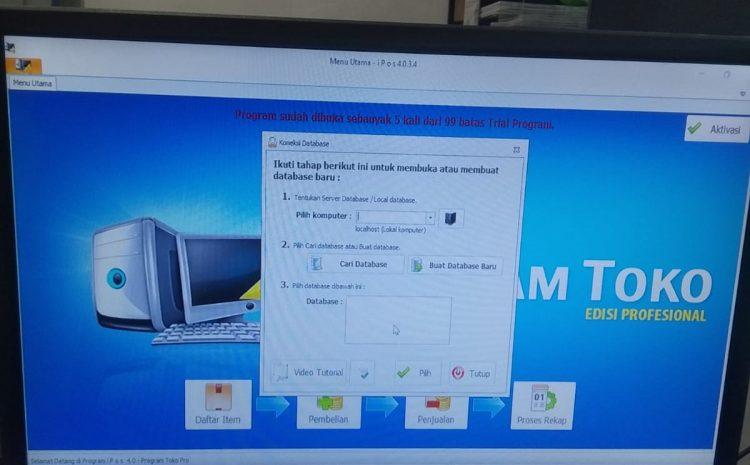 Menu Utama - i P o s 4.0.3.4
Menu Utama
Program sudah dibuka sebanyak 5 kali dari 99 batas Trial Program.
Aktivasi
Koneksi Database
Ikuti tahap berikut ini untuk membuka atau membuat
database baru :
1. Tentukan Server Database / Local database.
Pilih komputer :
localhost (Lokal komputer)
2. Pilih Cari database atau Buat database.
Cari Database
Buat Database Baru
3. Pilih database dibawah ini :
Database :
Video Tutorial
Pilih
Tutup
AM TOKO
EDISI PROFESIONAL
Daftar Item
Pembelian
Penjualan
01
Proses Rekap
Selamat Datang di Program i P o s 4.0 - Program Toko Pro